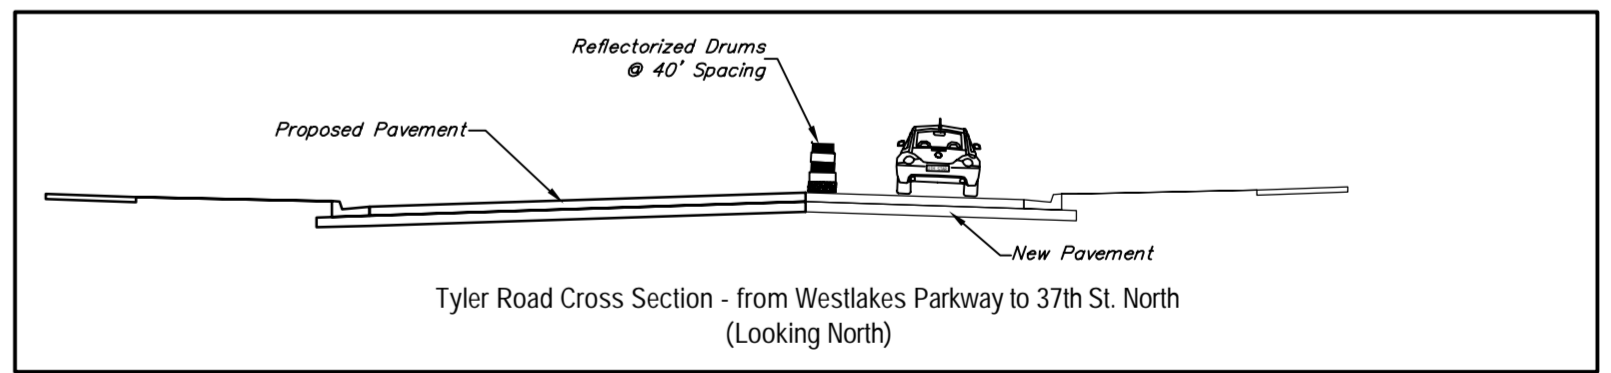 Reflectorized Drums
@ 40' Spacing
Proposed Pavement
New Pavement
Tyler Road Cross Section - from Westlakes Parkway to 37th St. North
(Looking North)